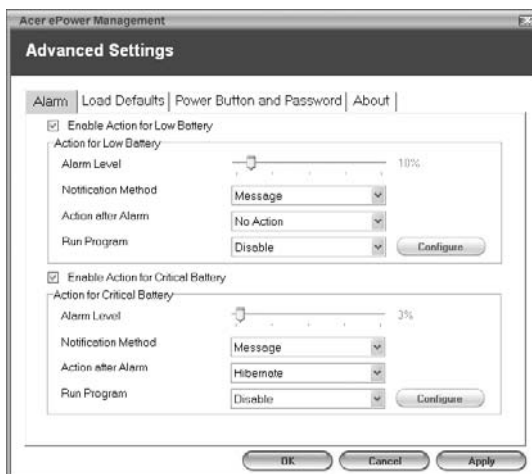 Acer ePower Management
Advanced Settings
Alarm Load Defaults Power Button and Password About
Enable Action for Low Battery
Action for Low Battery
Alarm Level 10%
Notification Method Message
Action after Alarm No Action
Run Program Disable Configure
Enable Action for Critical Battery
Action for Critical Battery
Alarm Level 3%
Notification Method Message
Action after Alarm Hibernate
Run Program Disable Configure
OK Cancel Apply